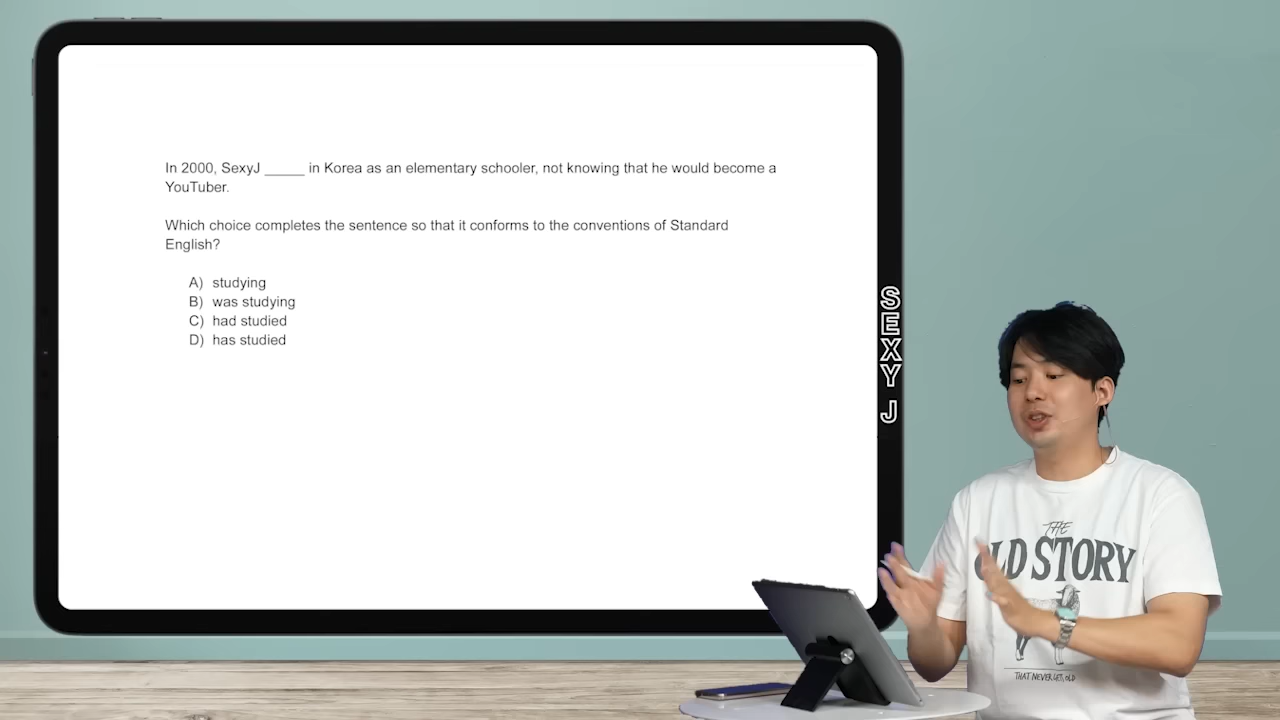 In 2000, SexyJ _____ in Korea as an elementary schooler, not knowing that he would become a
YouTuber.
Which choice completes the sentence so that it conforms to the conventions of Standard
English?
A) studying
B) was studying
C) had studied
D) has studied
SEXY J
THE
OLD STORY
THAT NEVER GET OLD